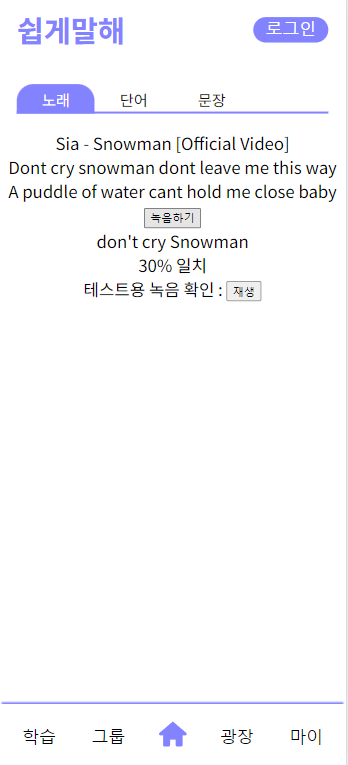 쉽게말해 로그인
노래 단어 문장
Sia - Snowman [Official Video]
Dont cry snowman dont leave me this way
A puddle of water cant hold me close baby
녹음하기
don't cry Snowman
30% 일치
테스트용 녹음 확인 : 재생
학습 그룹 광장 마이